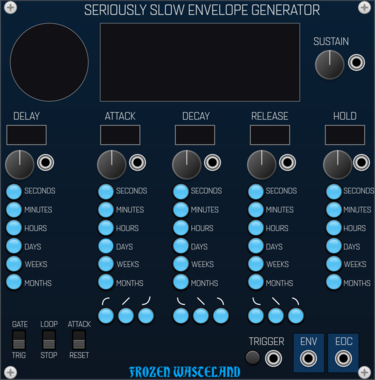 SERIOUSLY SLOW ENVELOPE GENERATOR
SUSTAIN
DELAY ATTACK DECAY RELEASE HOLD
SECONDS SECONDS SECONDS SECONDS SECONDS
MINUTES MINUTES MINUTES MINUTES MINUTES
HOURS HOURS HOURS HOURS HOURS
DAYS DAYS DAYS DAYS DAYS
WEEKS WEEKS WEEKS WEEKS WEEKS
MONTHS MONTHS MONTHS MONTHS MONTHS
GATE LOOP ATTACK
TRIG STOP RESET
TRIGGER ENV EOC
FROZEN WASTELAND